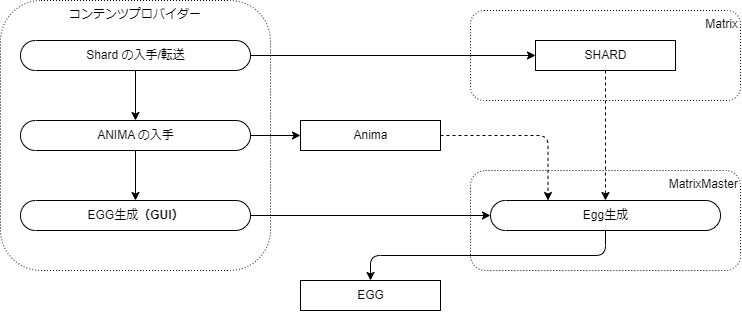 コンテンツプロバイダー
Matrix
Shard の入手/転送
SHARD
ANIMA の入手
Anima
MatrixMaster
EGG生成（GUI）
Egg生成
EGG